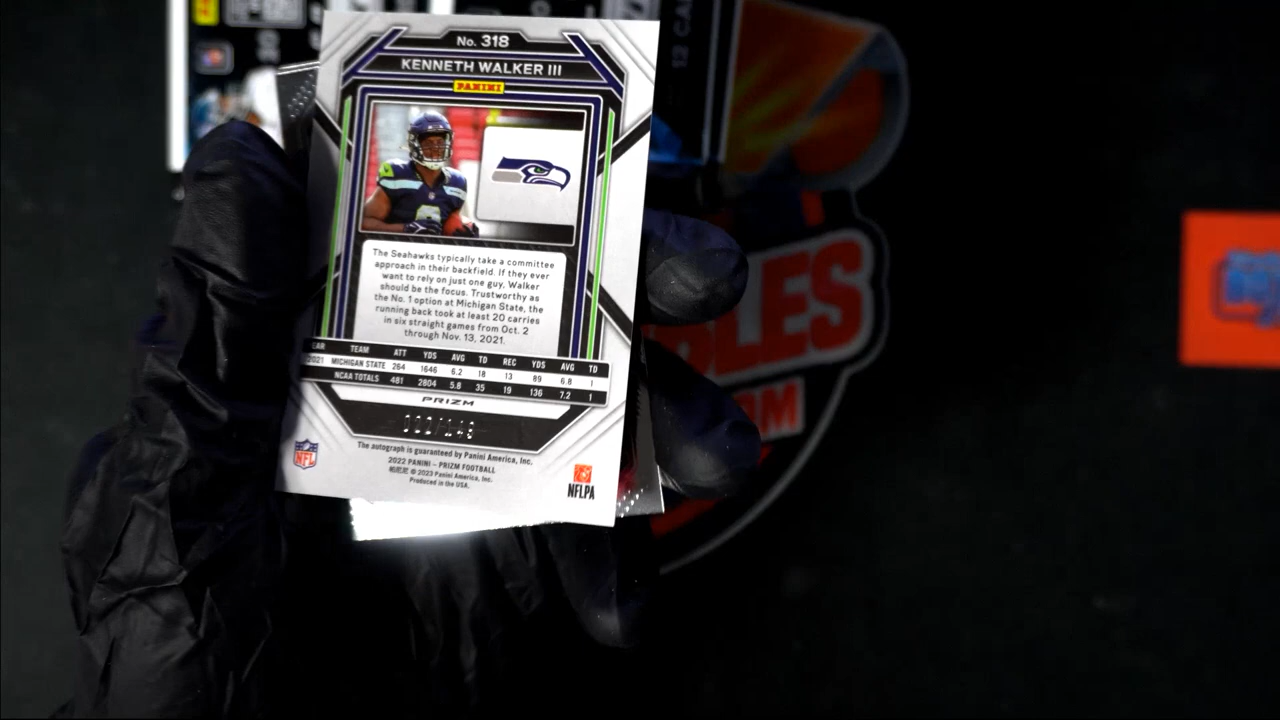 No. 318
KENNETH WALKER III
PANINI
The Seahawks typically take a committee
approach in their backfield. If they ever
want to rely on just one guy, Walker
should be the focus. Trustworthy as
the No. 1 option at Michigan State, the
running back took at least 20 carries
in six straight games from Oct. 2
through Nov. 13, 2021.
EAR TEAM ATT YDS AVG TD REC YDS AVG TD
2021 MICHIGAN STATE 264 1646 6.2 18 13 89 6.8 1
NCAA TOTALS 481 2804 5.8 35 19 136 7.2 1
PRIZM
The autograph is guaranteed by Panini America, Inc.
2022 PANINI – PRIZM FOOTBALL
© 2023 Panini America, Inc.
Produced in the USA.
NFL
NFLPA
12 CA
BLES
OM